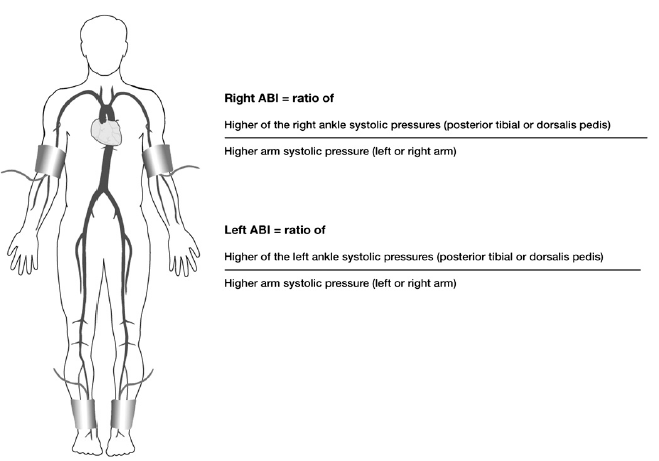 Right ABI = ratio of
Higher of the right ankle systolic pressures (posterior tibial or dorsalis pedis)
Higher arm systolic pressure (left or right arm)
Left ABI = ratio of
Higher of the left ankle systolic pressures (posterior tibial or dorsalis pedis)
Higher arm systolic pressure (left or right arm)